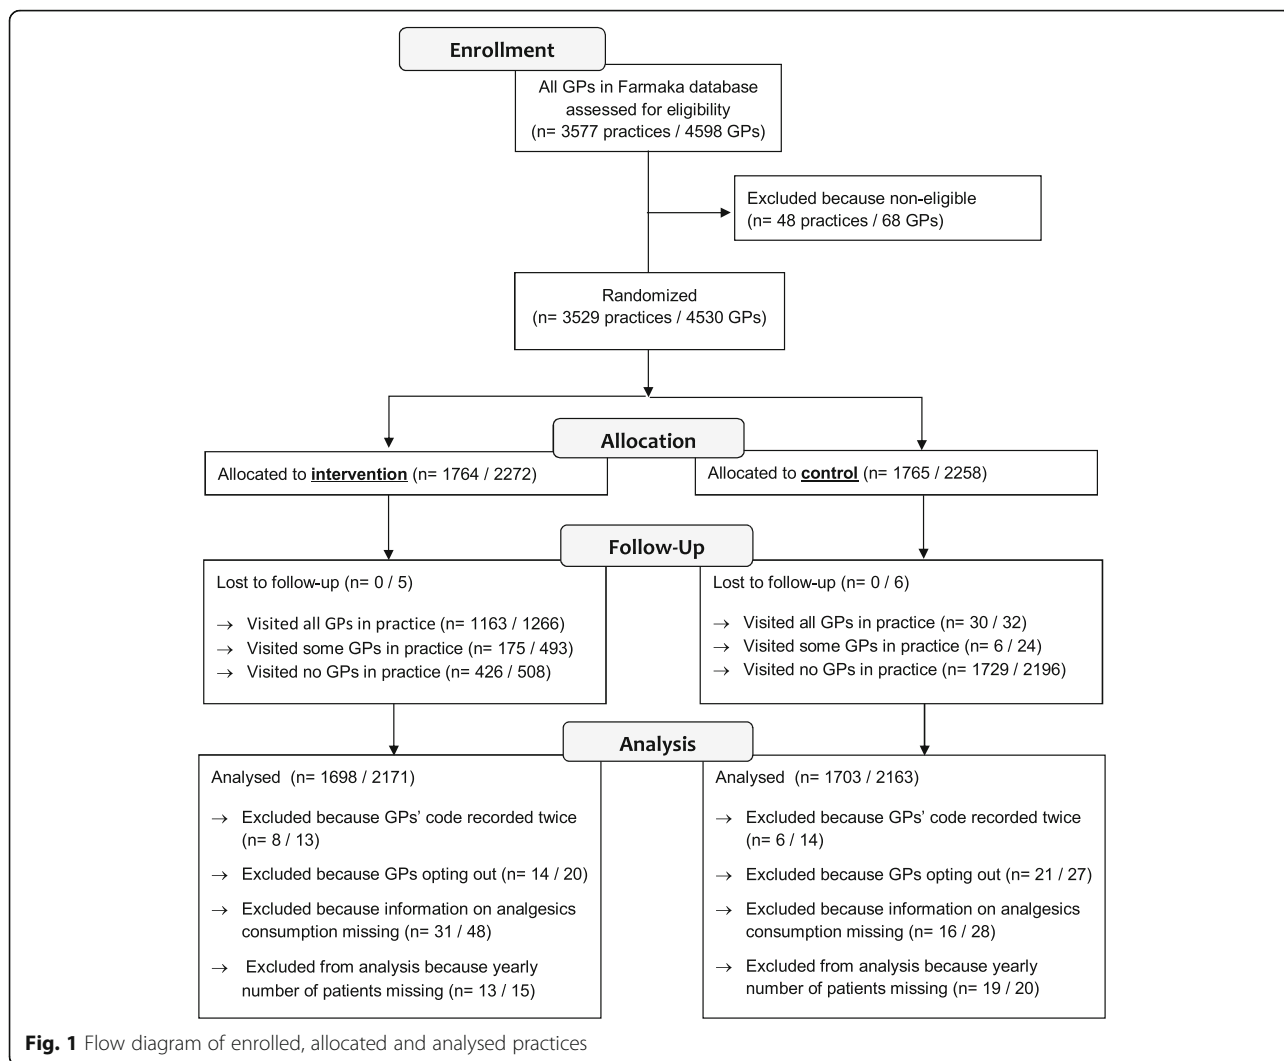 Enrollment
All GPs in Farmaka database
assessed for eligibility
(n= 3577 practices / 4598 GPs)
Excluded because non-eligible
(n= 48 practices / 68 GPs)
Randomized
(n= 3529 practices / 4530 GPs)
Allocation
Allocated to intervention (n= 1764 / 2272)
Allocated to control (n= 1765 / 2258)
Follow-Up
Lost to follow-up (n= 0 / 5)
→ Visited all GPs in practice (n= 1163 / 1266)
→ Visited some GPs in practice (n= 175 / 493)
→ Visited no GPs in practice (n= 426 / 508)
Lost to follow-up (n= 0 / 6)
→ Visited all GPs in practice (n= 30 / 32)
→ Visited some GPs in practice (n= 6 / 24)
→ Visited no GPs in practice (n= 1729 / 2196)
Analysis
Analysed (n= 1698 / 2171)
→ Excluded because GPs’ code recorded twice
(n= 8 / 13)
→ Excluded because GPs opting out (n= 14 / 20)
→ Excluded because information on analgesics
consumption missing (n= 31 / 48)
→ Excluded from analysis because yearly
number of patients missing (n= 13 / 15)
Analysed (n= 1703 / 2163)
→ Excluded because GPs’ code recorded twice
(n= 6 / 14)
→ Excluded because GPs opting out (n= 21 / 27)
→ Excluded because information on analgesics
consumption missing (n= 16 / 28)
→ Excluded from analysis because yearly
number of patients missing (n= 19 / 20)
Fig. 1 Flow diagram of enrolled, allocated and analysed practices